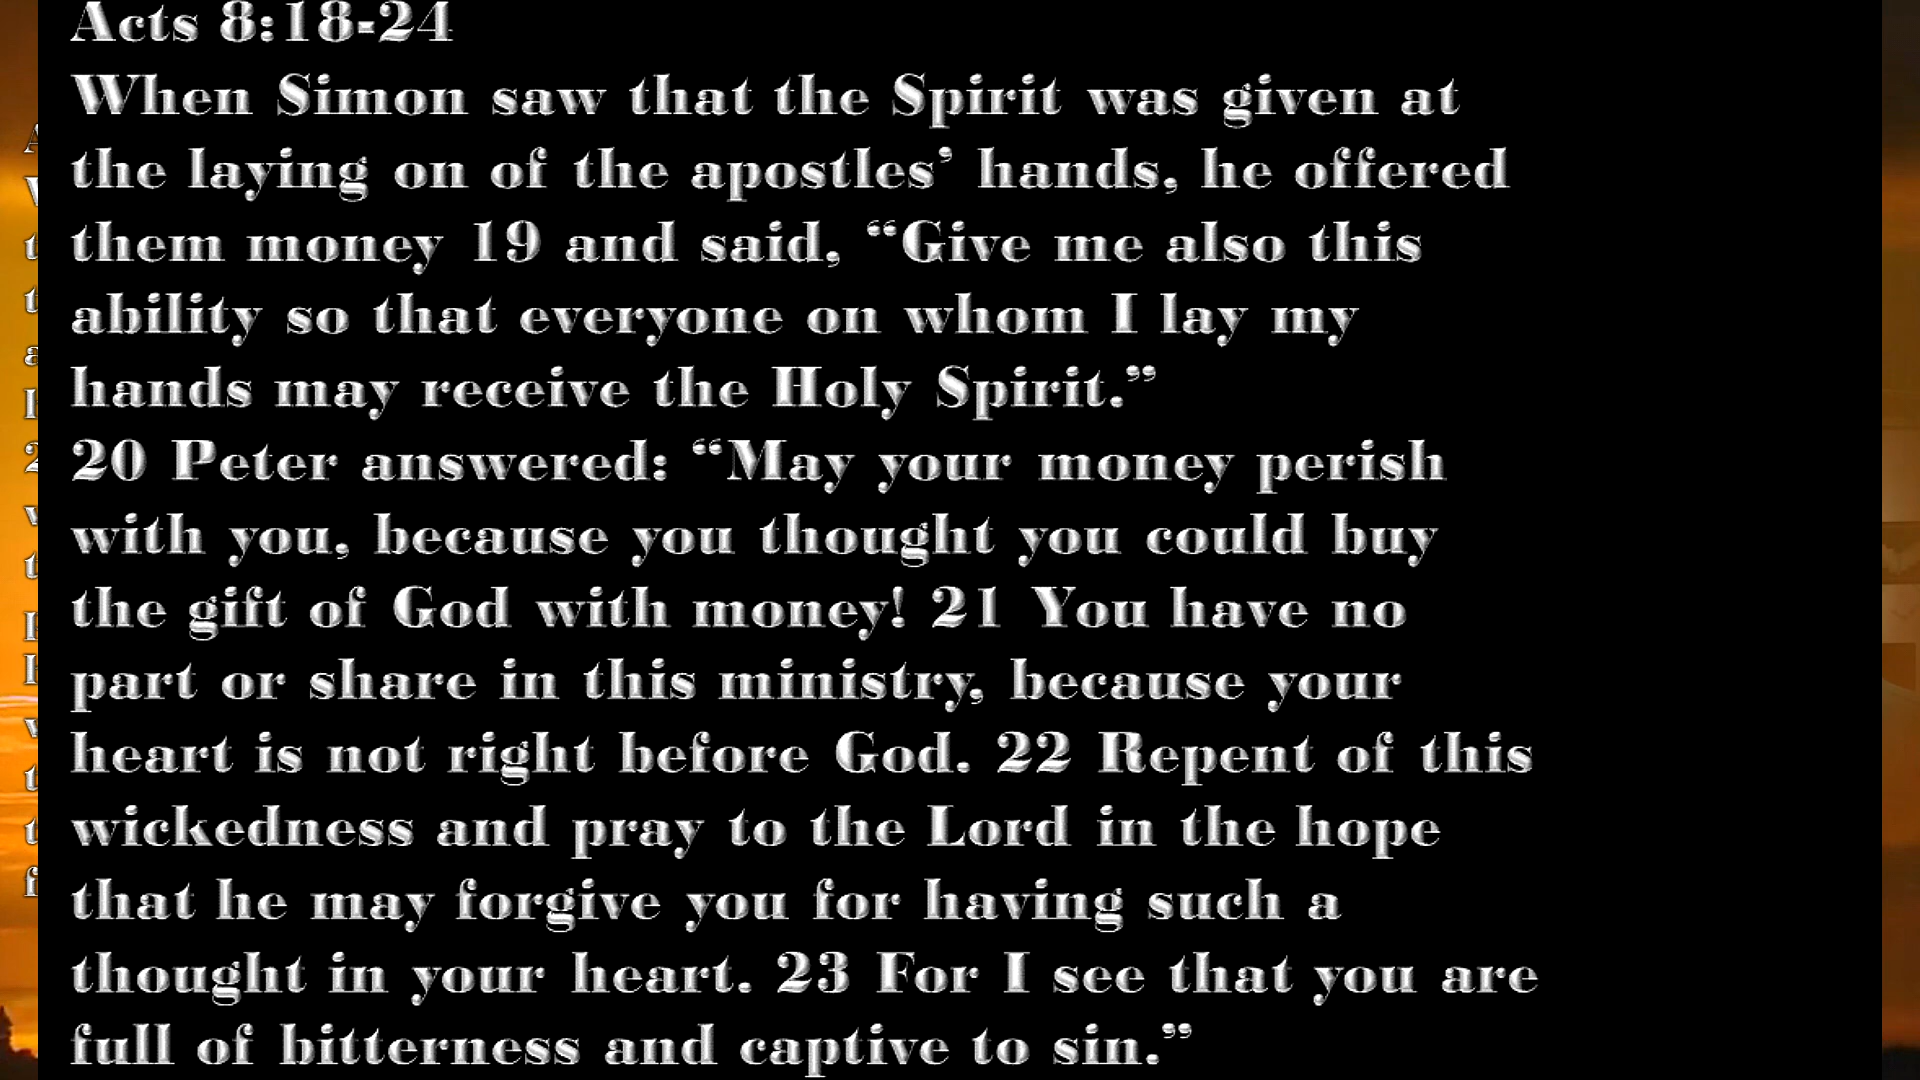 Acts 8:18-24
When Simon saw that the Spirit was given at
the laying on of the apostles’ hands, he offered
them money 19 and said, “Give me also this
ability so that everyone on whom I lay my
hands may receive the Holy Spirit.”
20 Peter answered: “May your money perish
with you, because you thought you could buy
the gift of God with money! 21 You have no
part or share in this ministry, because your
heart is not right before God. 22 Repent of this
wickedness and pray to the Lord in the hope
that he may forgive you for having such a
thought in your heart. 23 For I see that you are
full of bitterness and captive to sin.”